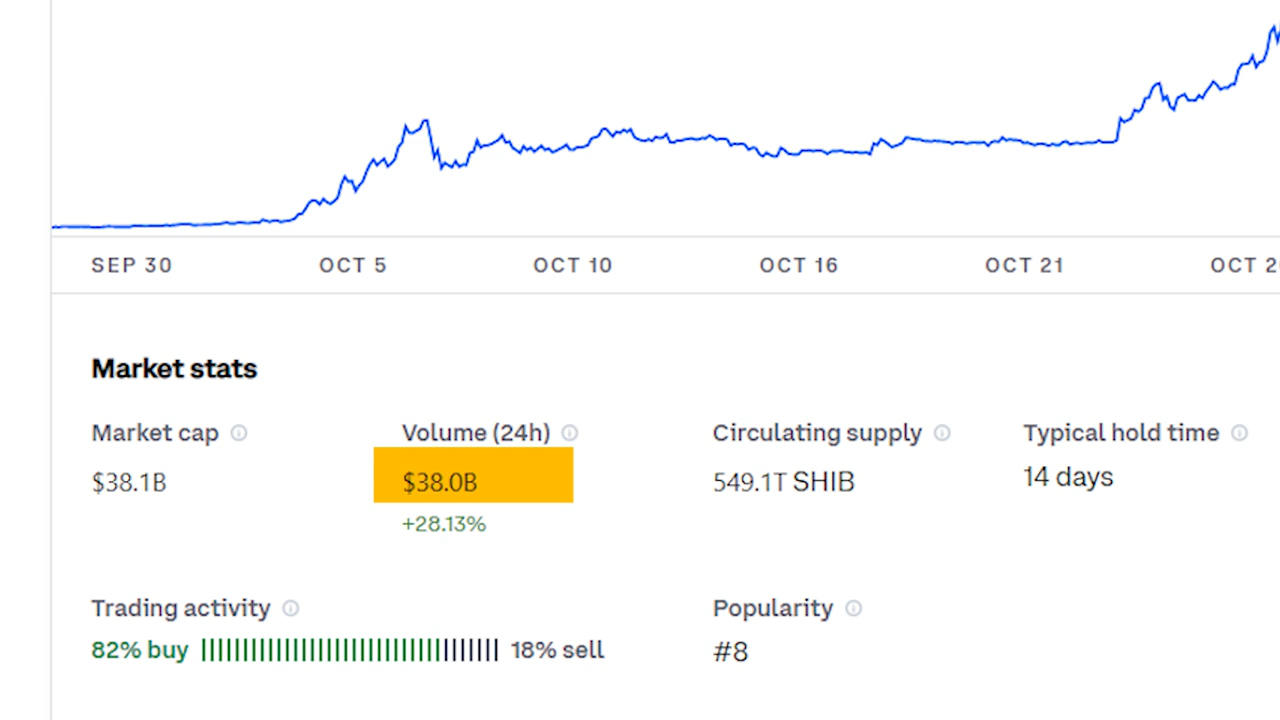 SEP 30 OCT 5 OCT 10 OCT 16 OCT 21 OCT
Market stats
Market cap Volume (24h) Circulating supply Typical hold time
$38.1B $38.0B 549.1T SHIB 14 days
+28.13%
Trading activity Popularity
82% buy 18% sell #8